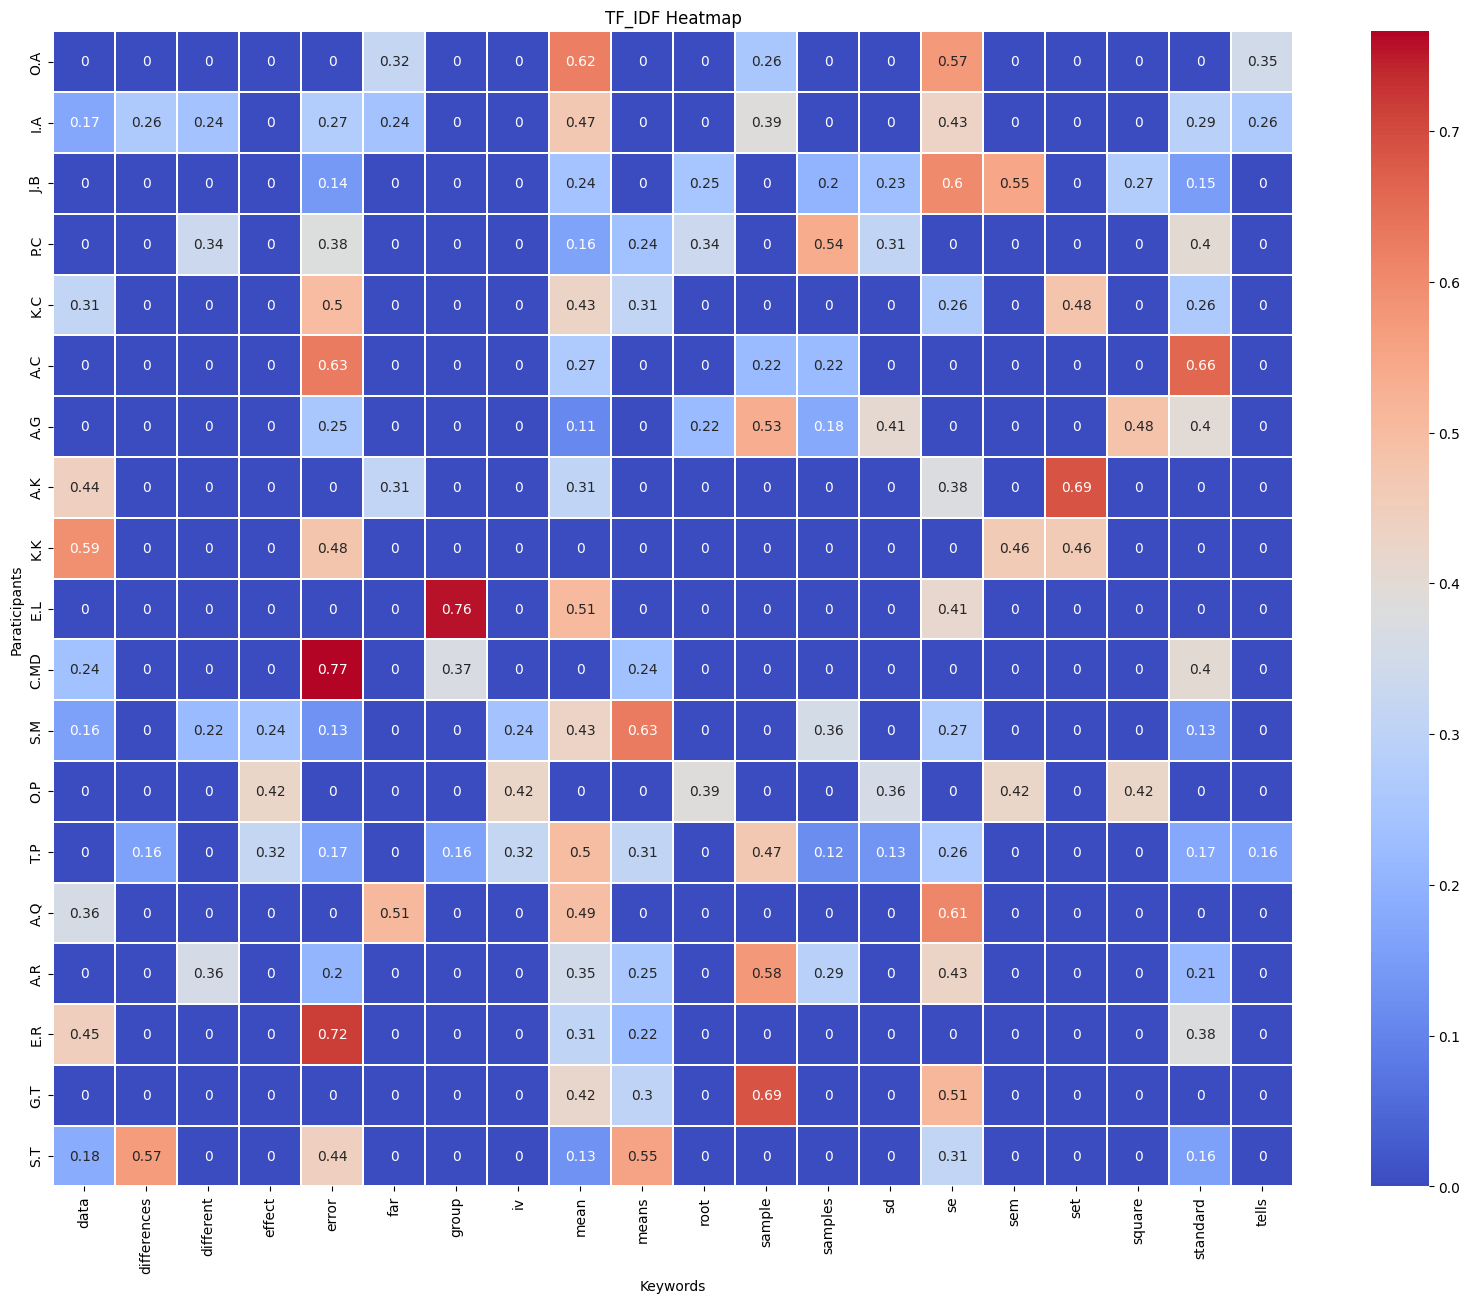 TF_IDF Heatmap
O.A 0 0 0 0 0 0.32 0 0 0.62 0 0 0.26 0 0 0.57 0 0 0 0 0.35
I.A 0.17 0.26 0.24 0 0.27 0.24 0 0 0.47 0 0 0.39 0 0 0.43 0 0 0 0.29 0.26
J.B 0 0 0 0 0.14 0 0 0 0.24 0 0.25 0 0.2 0.23 0.6 0.55 0 0.27 0.15 0
P.C 0 0 0.34 0 0.38 0 0 0 0.16 0.24 0.34 0 0.54 0.31 0 0 0 0 0.4 0
K.C 0.31 0 0 0 0.5 0 0 0 0.43 0.31 0 0 0 0 0.26 0 0.48 0 0.26 0
A.C 0 0 0 0 0.63 0 0 0 0.27 0 0 0.22 0.22 0 0 0 0 0 0.66 0
A.G 0 0 0 0 0.25 0 0 0 0.11 0 0.22 0.53 0.18 0.41 0 0 0 0.48 0.4 0
A.K 0.44 0 0 0 0 0.31 0 0 0.31 0 0 0 0 0 0.38 0 0.69 0 0 0
K.K 0.59 0 0 0 0.48 0 0 0 0 0 0 0 0 0 0 0.46 0.46 0 0 0
E.L 0 0 0 0 0 0 0.76 0 0.51 0 0 0 0 0 0.41 0 0 0 0 0
C.MD 0.24 0 0 0 0.77 0 0.37 0 0 0.24 0 0 0 0 0 0 0 0 0.4 0
S.M 0.16 0 0.22 0.24 0.13 0 0 0.24 0.43 0.63 0 0 0.36 0 0.27 0 0 0 0.13 0
O.P 0 0 0 0.42 0 0 0 0.42 0 0 0.39 0 0 0.36 0 0.42 0 0.42 0 0
T.P 0 0.16 0 0.32 0.17 0 0.16 0.32 0.5 0.31 0 0.47 0.12 0.13 0.26 0 0 0 0.17 0.16
A.Q 0.36 0 0 0 0 0.51 0 0 0.49 0 0 0 0 0 0.61 0 0 0 0 0
A.R 0 0 0.36 0 0.2 0 0 0 0.35 0.25 0 0.58 0.29 0 0.43 0 0 0 0.21 0
E.R 0.45 0 0 0 0.72 0 0 0 0.31 0.22 0 0 0 0 0 0 0 0 0.38 0
G.T 0 0 0 0 0 0 0 0 0.42 0.3 0 0.69 0 0 0.51 0 0 0 0 0
S.T 0.18 0.57 0 0 0.44 0 0 0 0.13 0.55 0 0 0 0 0.31 0 0 0 0.16 0
data differences different effect error far group iv mean means root sample samples sd se sem set square standard tells
Keywords
Paraticipants
0.7
0.6
0.5
0.4
0.3
0.2
0.1
0.0